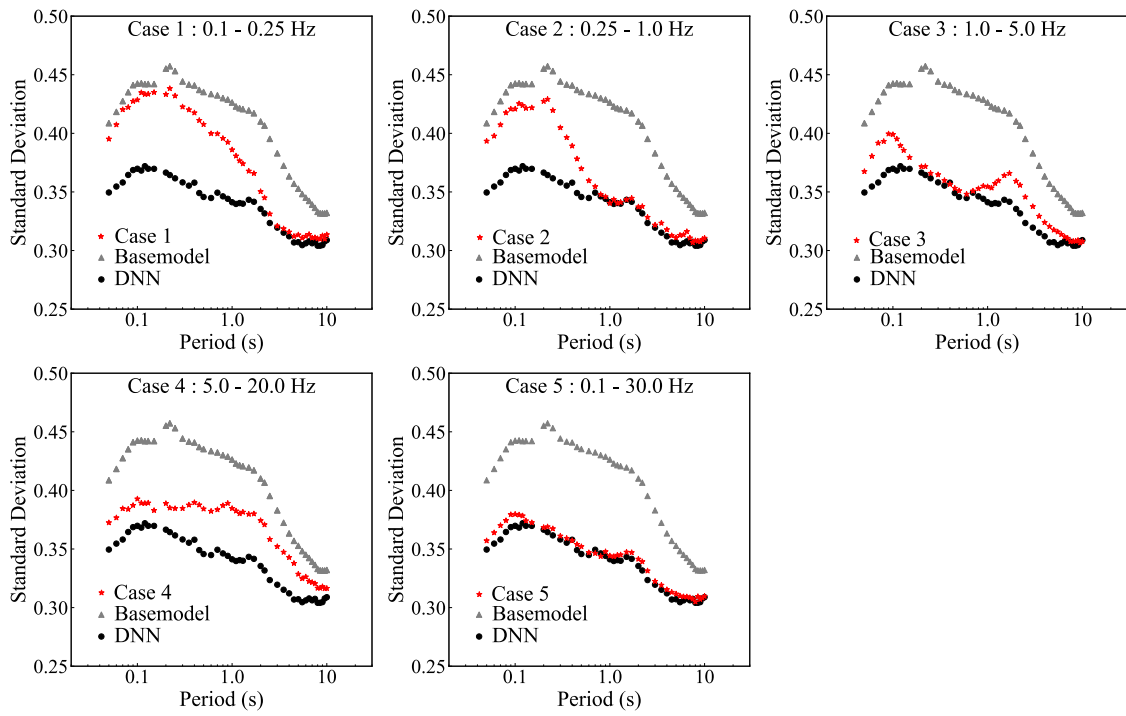 Case 1 : 0.1 - 0.25 Hz
Standard Deviation
0.50
0.45
0.40
0.35
0.30
0.25
Case 1
Basemodel
DNN
0.1
1.0
10
Period (s)
Case 2 : 0.25 - 1.0 Hz
Standard Deviation
0.50
0.45
0.40
0.35
0.30
0.25
Case 2
Basemodel
DNN
0.1
1.0
10
Period (s)
Case 3 : 1.0 - 5.0 Hz
Standard Deviation
0.50
0.45
0.40
0.35
0.30
0.25
Case 3
Basemodel
DNN
0.1
1.0
10
Period (s)
Case 4 : 5.0 - 20.0 Hz
Standard Deviation
0.50
0.45
0.40
0.35
0.30
0.25
Case 4
Basemodel
DNN
0.1
1.0
10
Period (s)
Case 5 : 0.1 - 30.0 Hz
Standard Deviation
0.50
0.45
0.40
0.35
0.30
0.25
Case 5
Basemodel
DNN
0.1
1.0
10
Period (s)